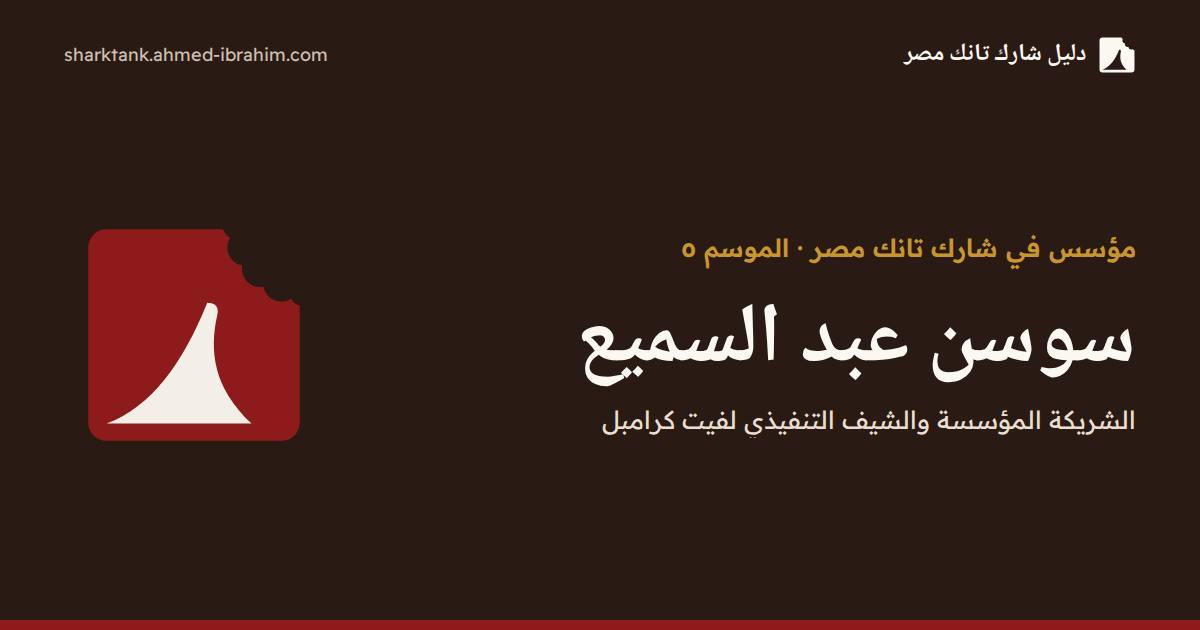 دليل شارك تانك مصر
sharktank.ahmed-ibrahim.com
مؤسس في شارك تانك مصر · الموسم ٥
سوسن عبد السميع
الشريكة المؤسسة والشيف التنفيذي لفيت كرامبل